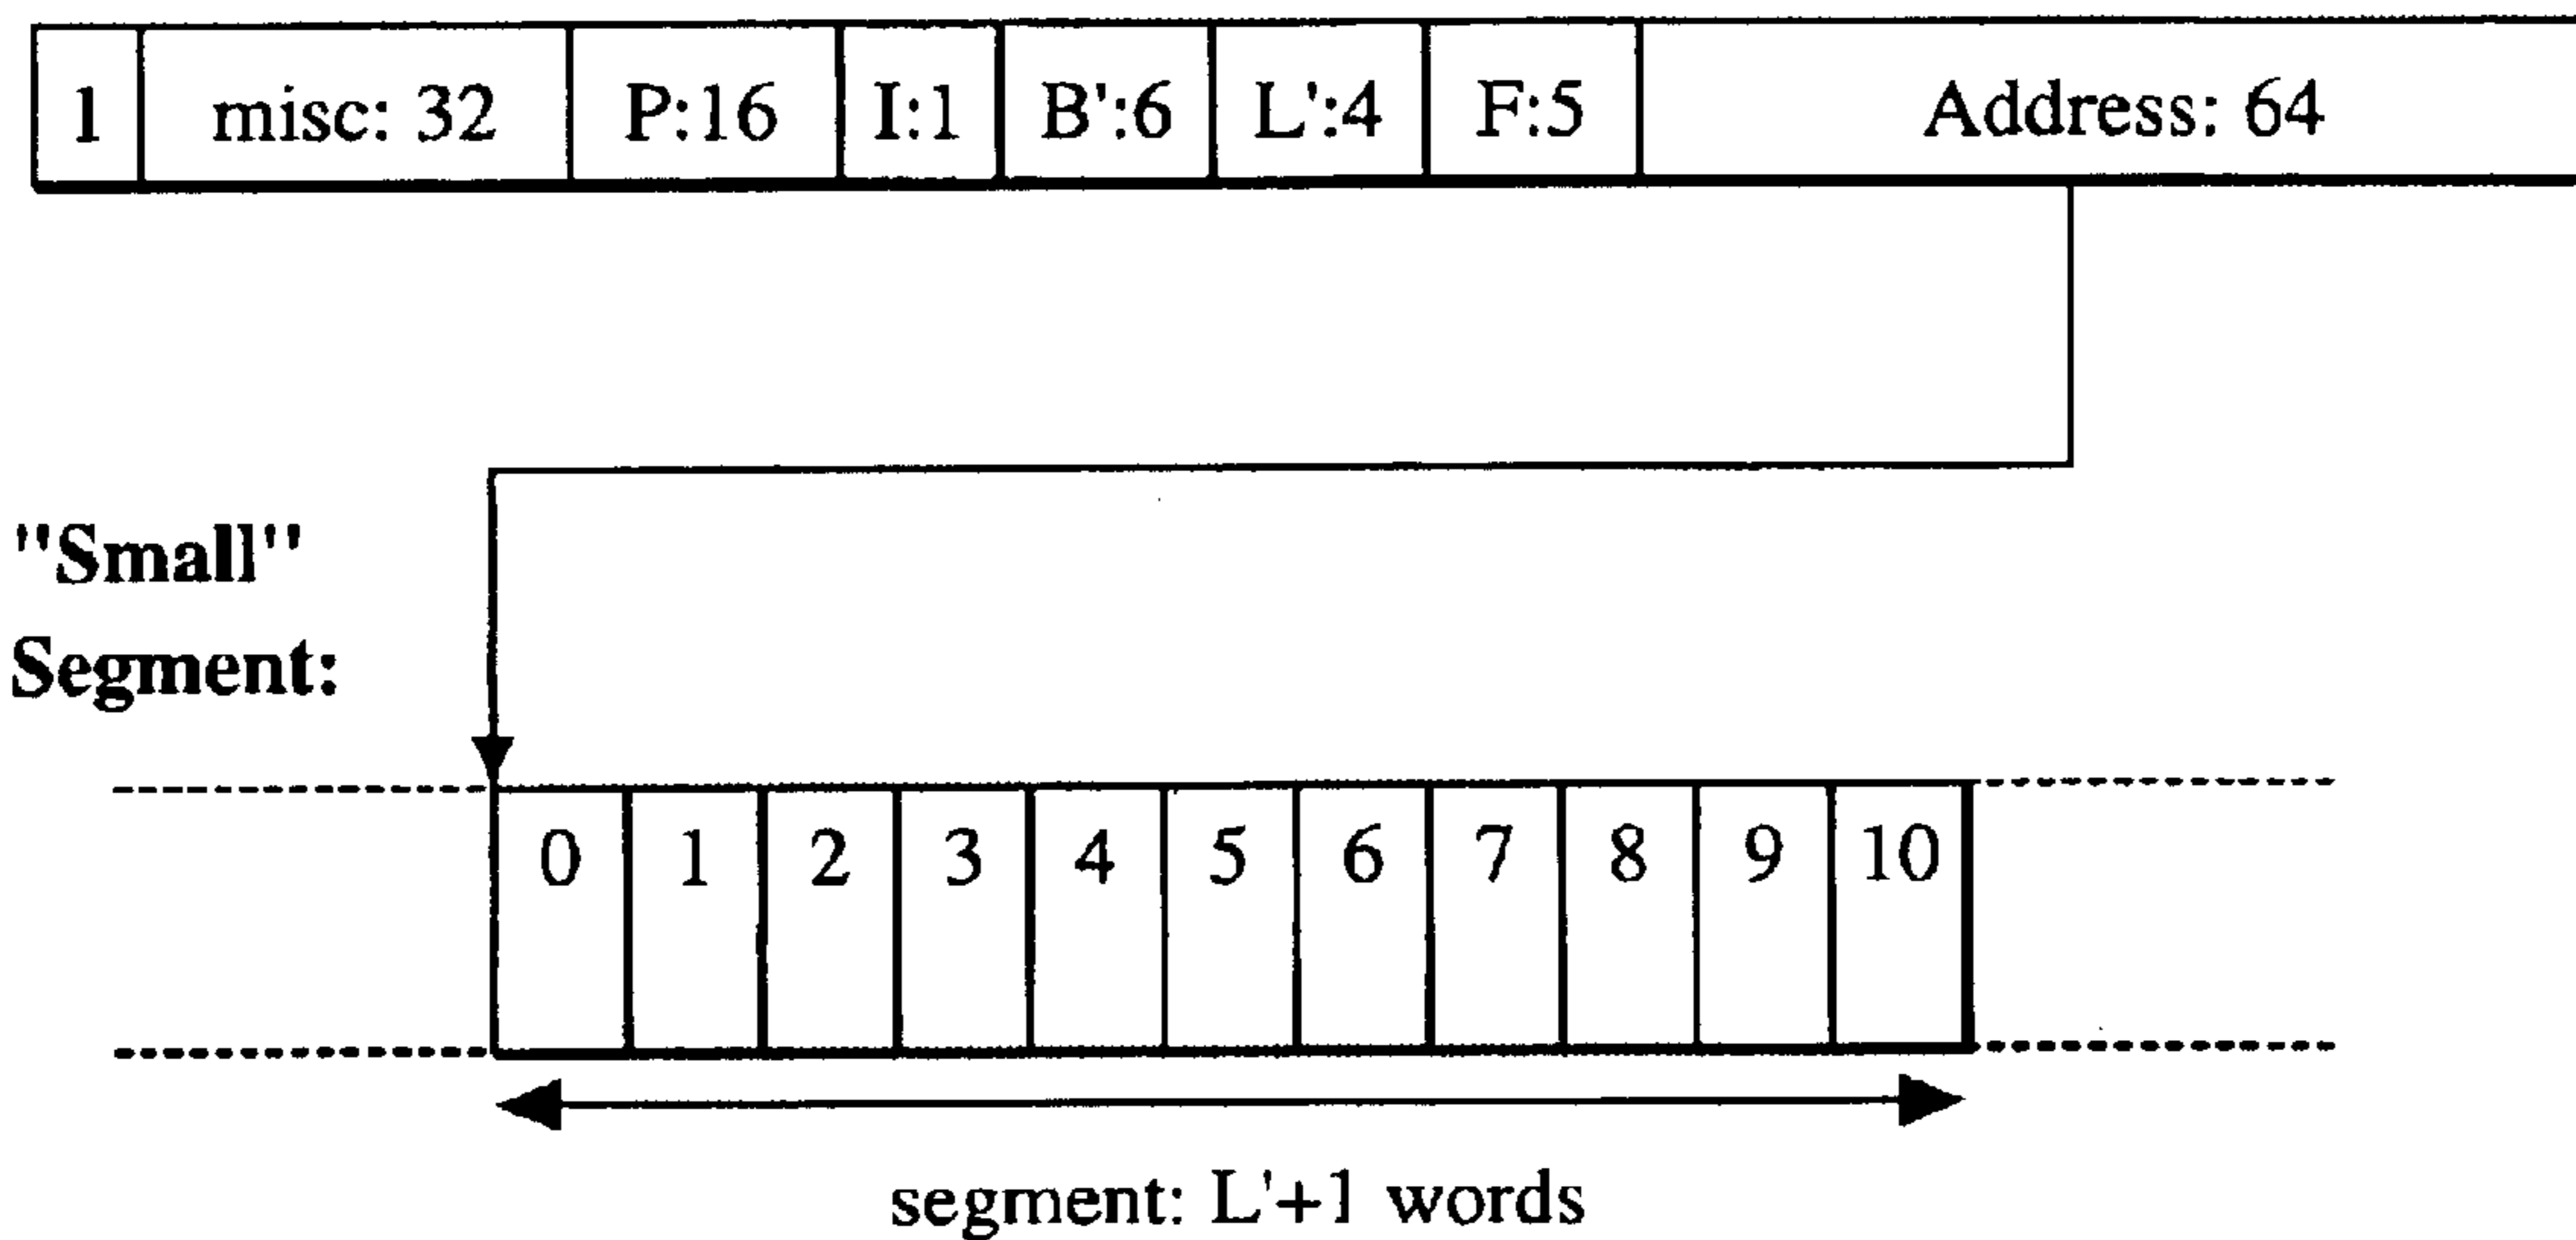 1 misc: 32 P:16 I:1 B':6 L':4 F:5 Address: 64
"Small"
Segment:
0 1 2 3 4 5 6 7 8 9 10
segment: L'+1 words